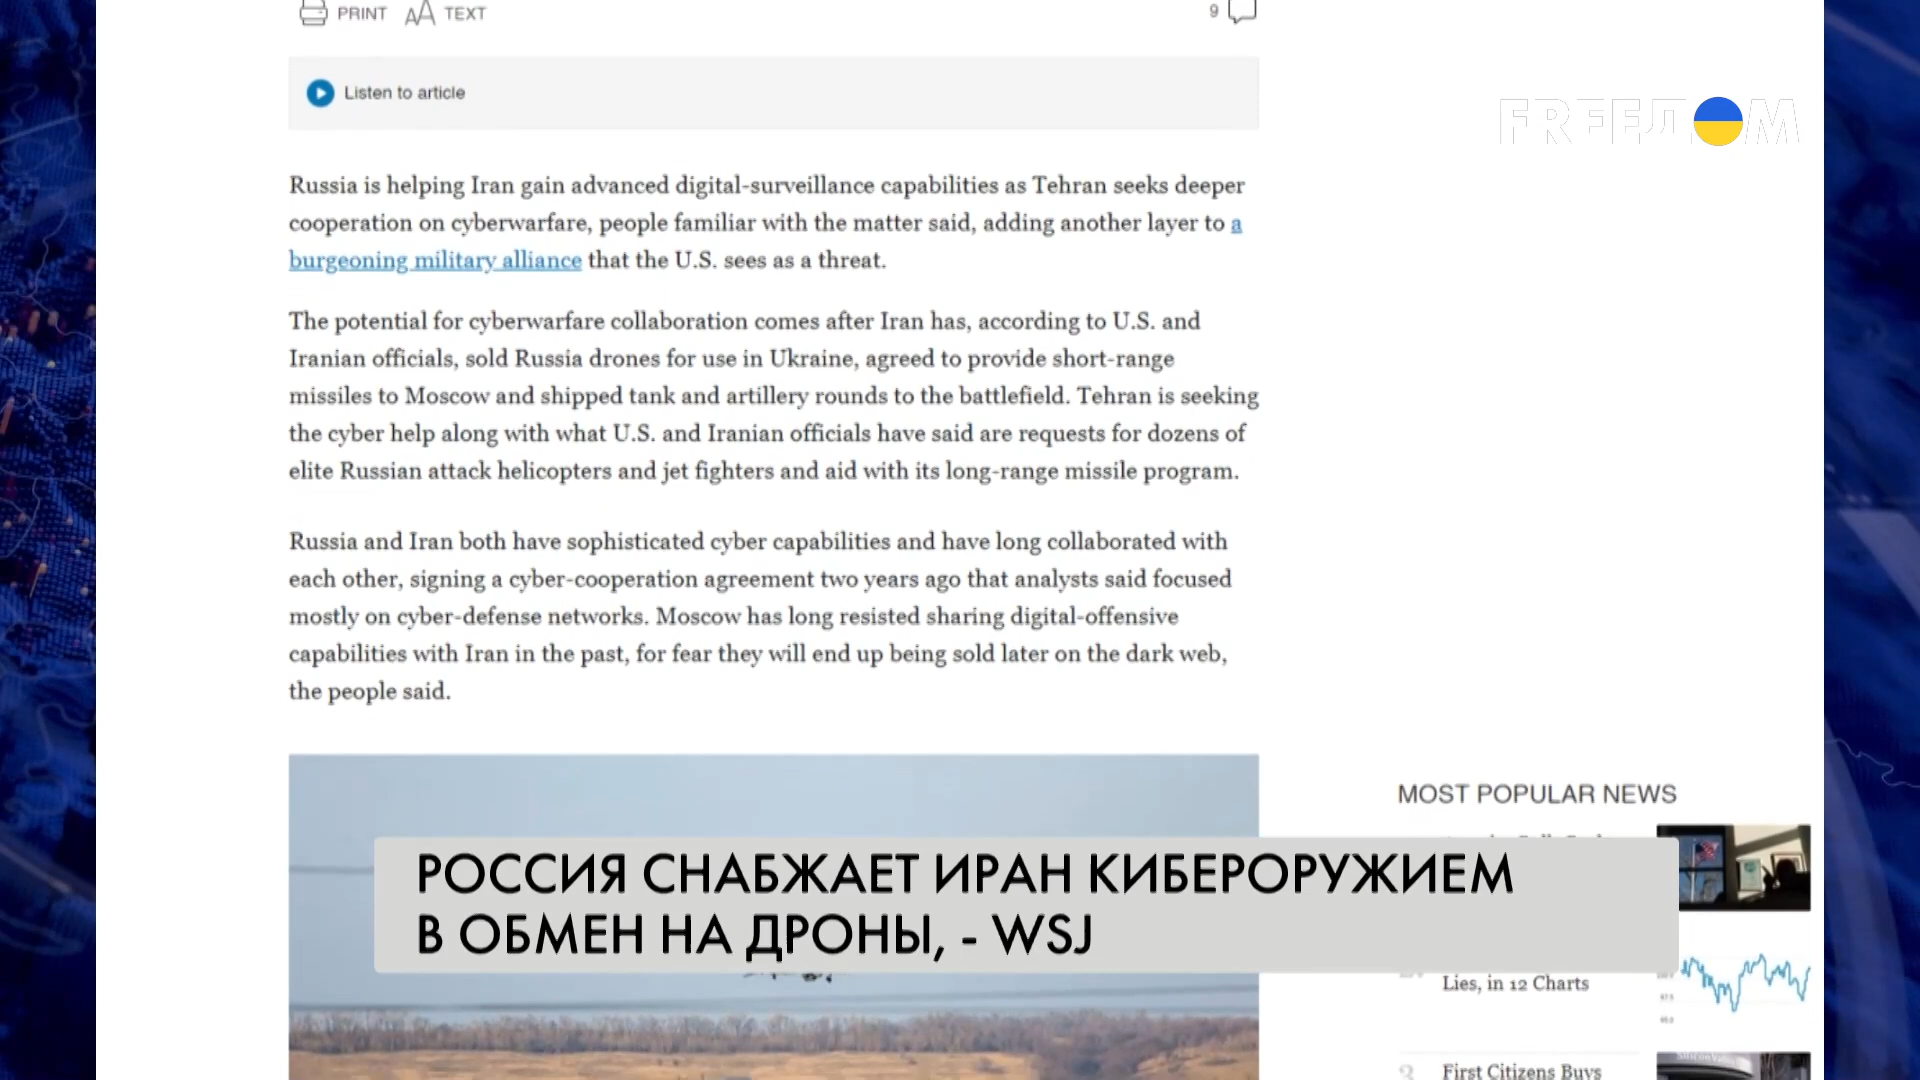 PRINT AA TEXT
9
Listen to article
FREEДOM
Russia is helping Iran gain advanced digital-surveillance capabilities as Tehran seeks deeper
cooperation on cyberwarfare, people familiar with the matter said, adding another layer to a
burgeoning military alliance that the U.S. sees as a threat.
The potential for cyberwarfare collaboration comes after Iran has, according to U.S. and
Iranian officials, sold Russia drones for use in Ukraine, agreed to provide short-range
missiles to Moscow and shipped tank and artillery rounds to the battlefield. Tehran is seeking
the cyber help along with what U.S. and Iranian officials have said are requests for dozens of
elite Russian attack helicopters and jet fighters and aid with its long-range missile program.
Russia and Iran both have sophisticated cyber capabilities and have long collaborated with
each other, signing a cyber-cooperation agreement two years ago that analysts said focused
mostly on cyber-defense networks. Moscow has long resisted sharing digital-offensive
capabilities with Iran in the past, for fear they will end up being sold later on the dark web,
the people said.
MOST POPULAR NEWS
РОССИЯ СНАБЖАЕТ ИРАН КИБЕРОРУЖИЕМ
В ОБМЕН НА ДРОНЫ, - WSJ
Lies, in 12 Charts
3 First Citizens Buys